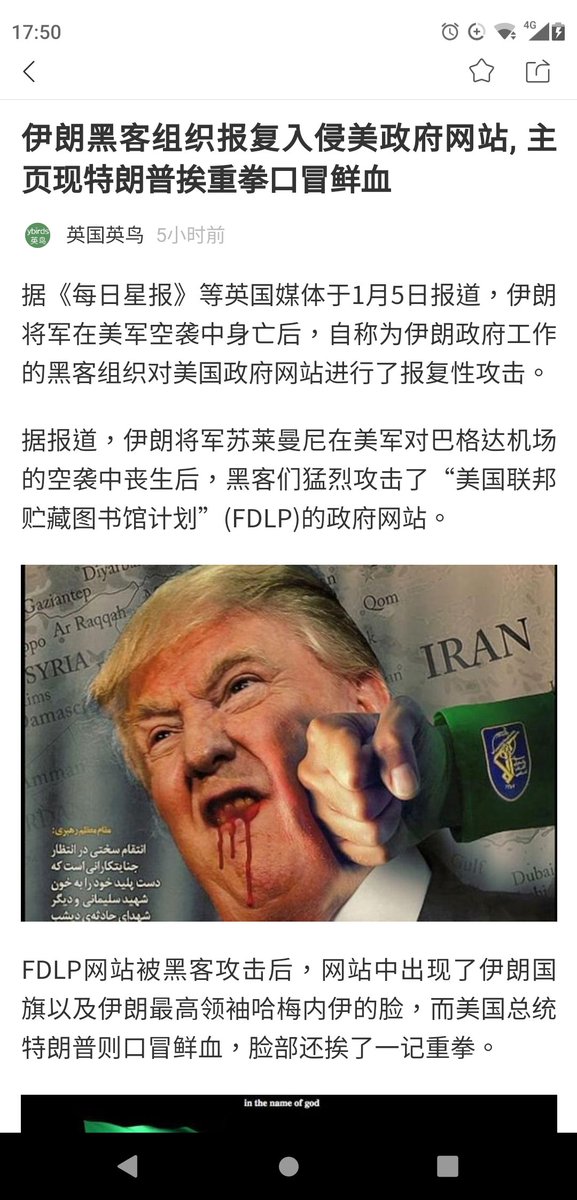 17:50
4G
伊朗黑客组织报复入侵美政府网站, 主
页现特朗普挨重拳口冒鲜血
ybirds
英鸟
英国英鸟 5小时前
据《每日星报》等英国媒体于1月5日报道，伊朗
将军在美军空袭中身亡后，自称为伊朗政府工作
的黑客组织对美国政府网站进行了报复性攻击。
据报道，伊朗将军苏莱曼尼在美军对巴格达机场
的空袭中丧生后，黑客们猛烈攻击了“美国联邦
贮藏图书馆计划”(FDLP)的政府网站。
Diyar
Gaziantep
Ar Raqqah
Qom
IRAN
SYRIA
Damas
Amman
Gulf
Dubai
مقام معظم رهبری:
انتقام سختی در انتظار
جنایتکارانی است که
دست پلید خود را به خون
شهید سلیمانی و دیگر
شهدای حادثه‌ی دیشب
FDLP网站被黑客攻击后，网站中出现了伊朗国
旗以及伊朗最高领袖哈梅内伊的脸，而美国总统
特朗普则口冒鲜血，脸部还挨了一记重拳。
in the name of god